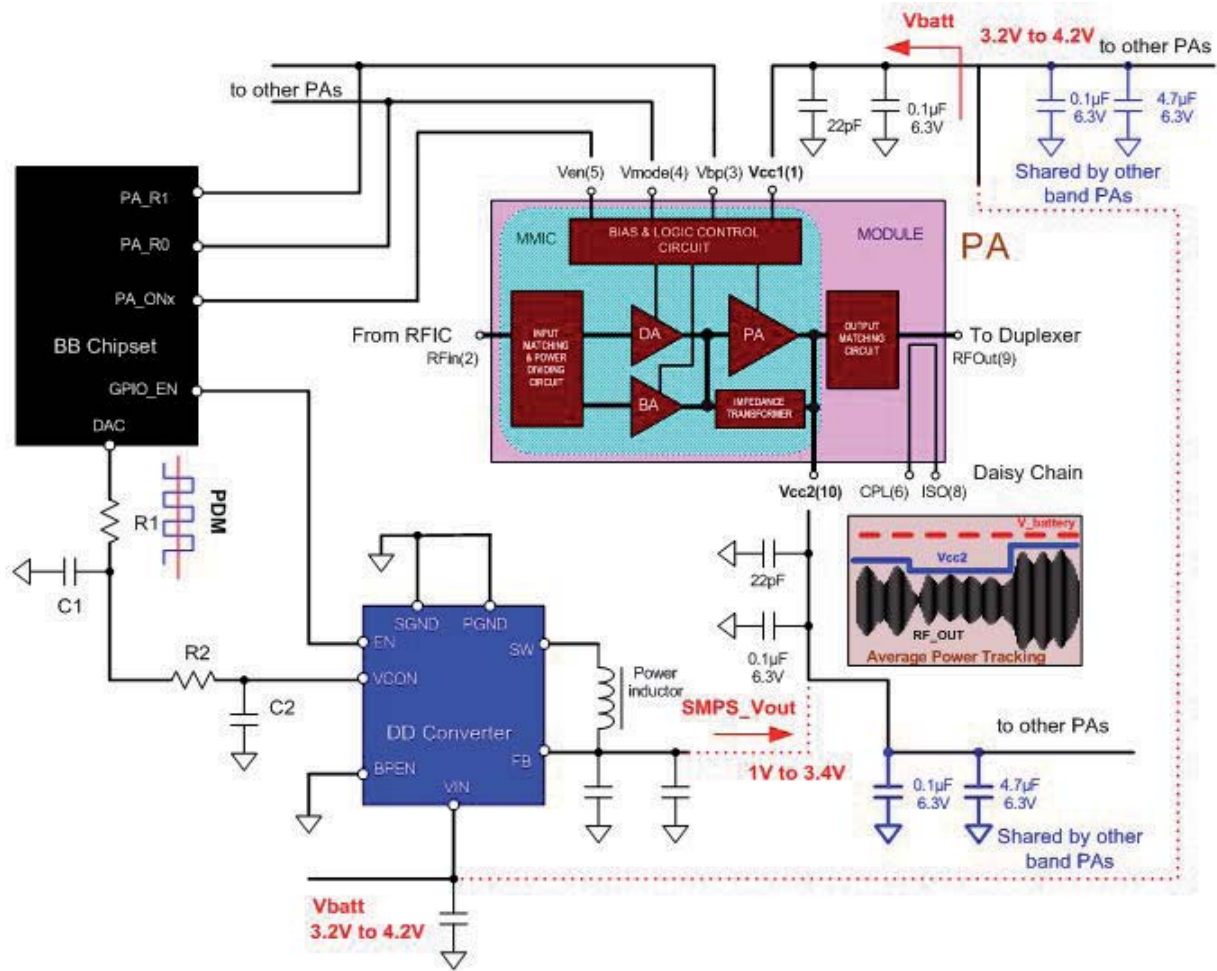 Vbatt
3.2V to 4.2V
to other PAs
to other PAs
22pF
0.1µF
6.3V
0.1µF
6.3V
4.7µF
6.3V
Shared by other
band PAs
Ven(5)
Vmode(4)
Vbp(3)
Vcc1(1)
PA_R1
PA_R0
PA_ONx
BB Chipset
GPIO_EN
DAC
MMIC
BIAS & LOGIC CONTROL
CIRCUIT
MODULE
PA
From RFIC
RFin(2)
INPUT
MATCHING
& POWER
DIVIDING
CIRCUIT
DA
PA
BA
IMPEDANCE
TRANSFORMER
OUTPUT
MATCHING
CIRCUIT
To Duplexer
RFOut(9)
Vcc2(10)
CPL(6)
ISO(8)
Daisy Chain
R1
PDM
C1
R2
C2
22pF
0.1µF
6.3V
V_battery
Vcc2
RF_OUT
Average Power Tracking
SGND
PGND
EN
SW
VCON
DD Converter
FB
BPEN
VIN
Power
inductor
SMPS_Vout
1V to 3.4V
to other PAs
0.1µF
6.3V
4.7µF
6.3V
Shared by other
band PAs
Vbatt
3.2V to 4.2V